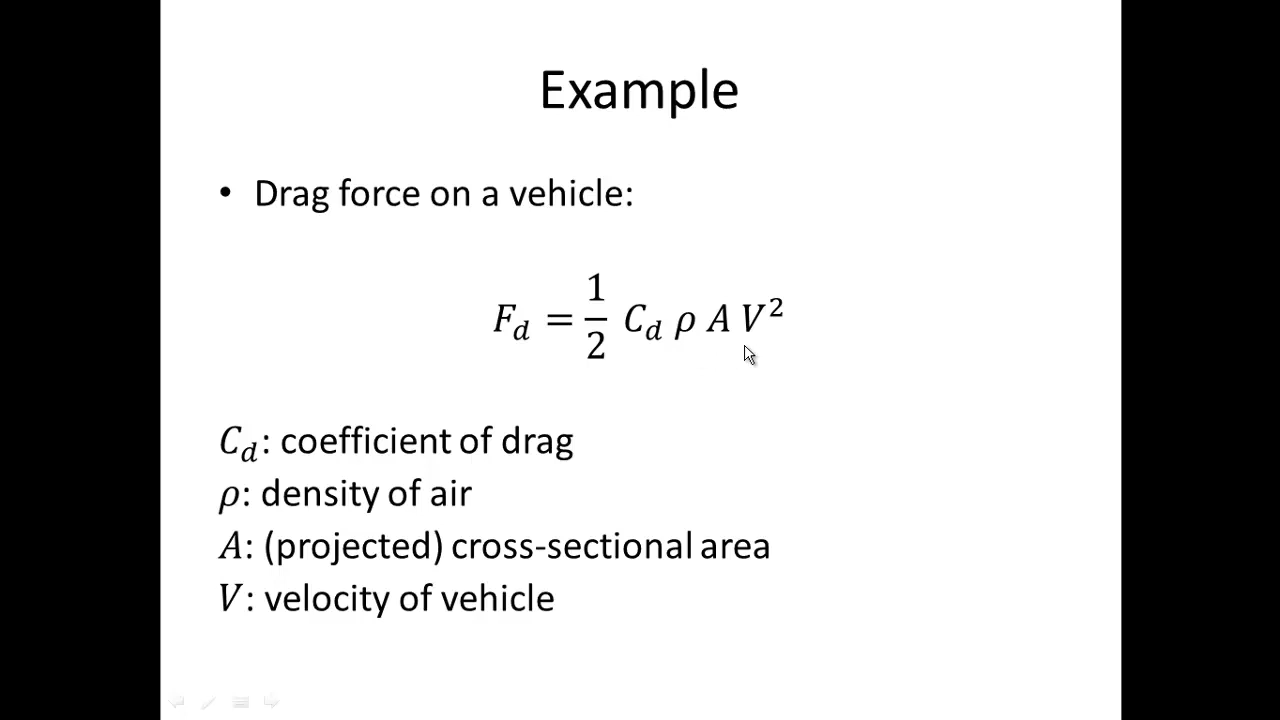 Example
• Drag force on a vehicle:
𝐹_𝑑 = 1/2 𝐶_𝑑 𝜌 𝐴 𝑉²
𝐶_𝑑: coefficient of drag
𝜌: density of air
𝐴: (projected) cross-sectional area
𝑉: velocity of vehicle